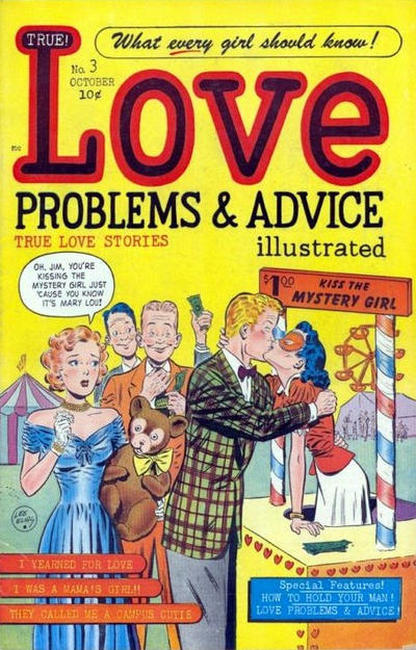 TRUE!
What every girl should know!
No. 3
OCTOBER
10¢
Love
PROBLEMS & ADVICE
TRUE LOVE STORIES
illustrated
OH, JIM, YOU'RE
KISSING THE
MYSTERY GIRL JUST
'CAUSE YOU KNOW
IT'S MARY LOU!
$1.00
KISS THE
MYSTERY GIRL
LEE
ELIAS
I YEARNED FOR LOVE
I WAS A MAMA'S GIRL!!
THEY CALLED ME A CAMPUS CUTIE
Special Features!
HOW TO HOLD YOUR MAN!
LOVE PROBLEMS & ADVICE!